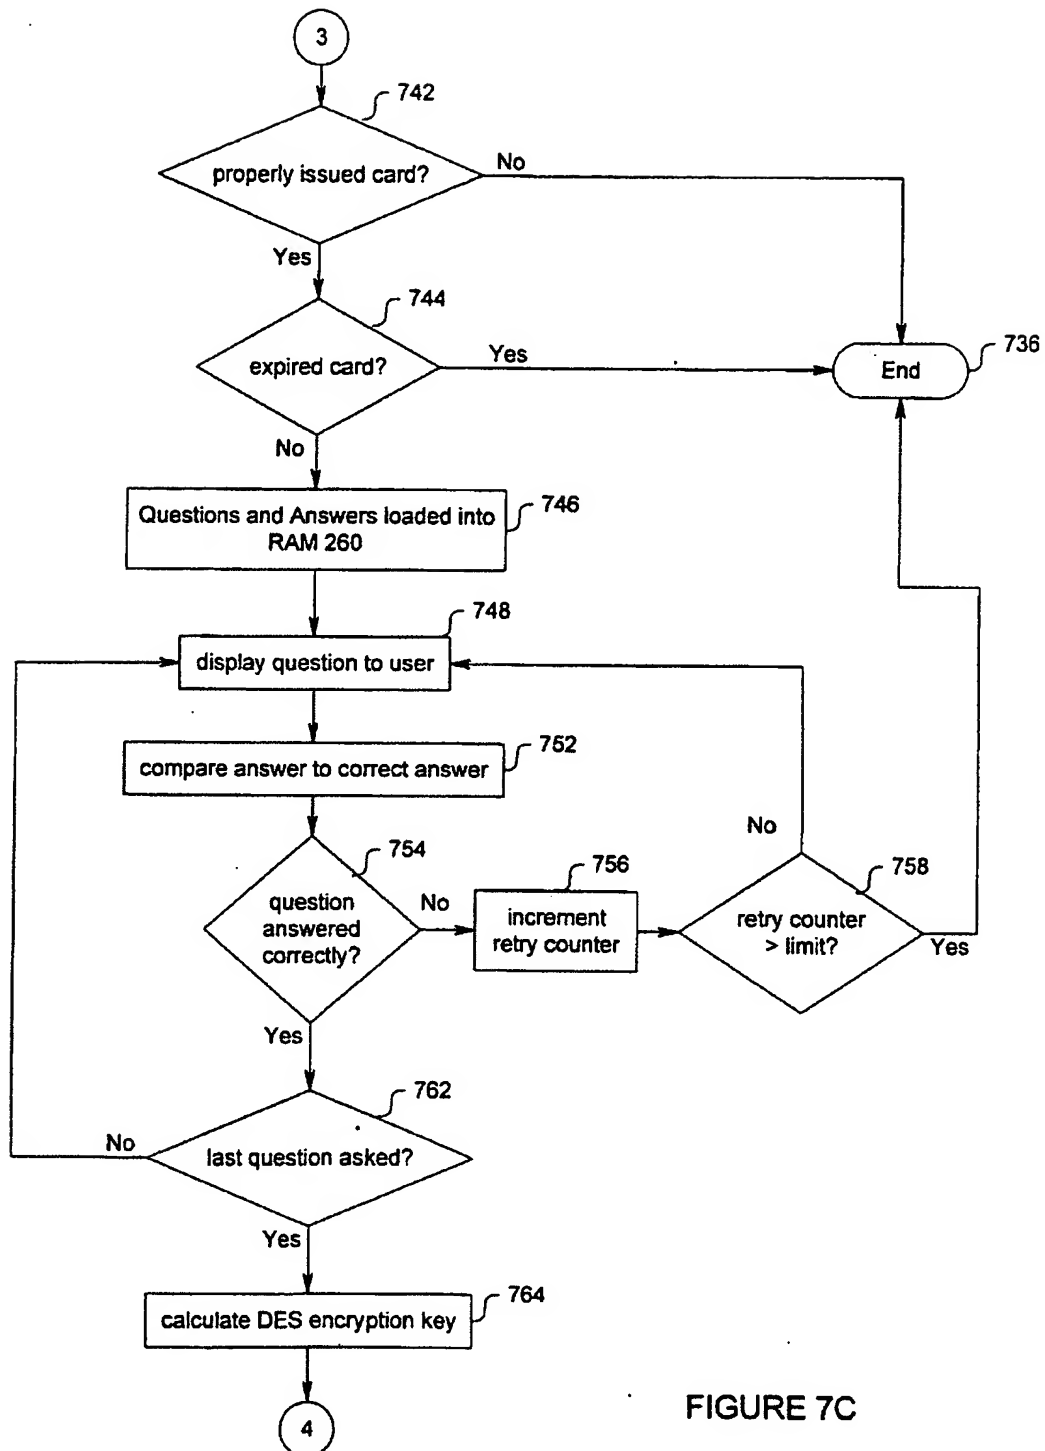 3
742
properly issued card?
No
Yes
744
expired card?
Yes
736
End
No
746
Questions and Answers loaded into
RAM 260
748
display question to user
752
compare answer to correct answer
No
754
question
answered
correctly?
No
756
increment
retry counter
758
retry counter
> limit?
Yes
Yes
762
last question asked?
No
Yes
764
calculate DES encryption key
4
FIGURE 7C